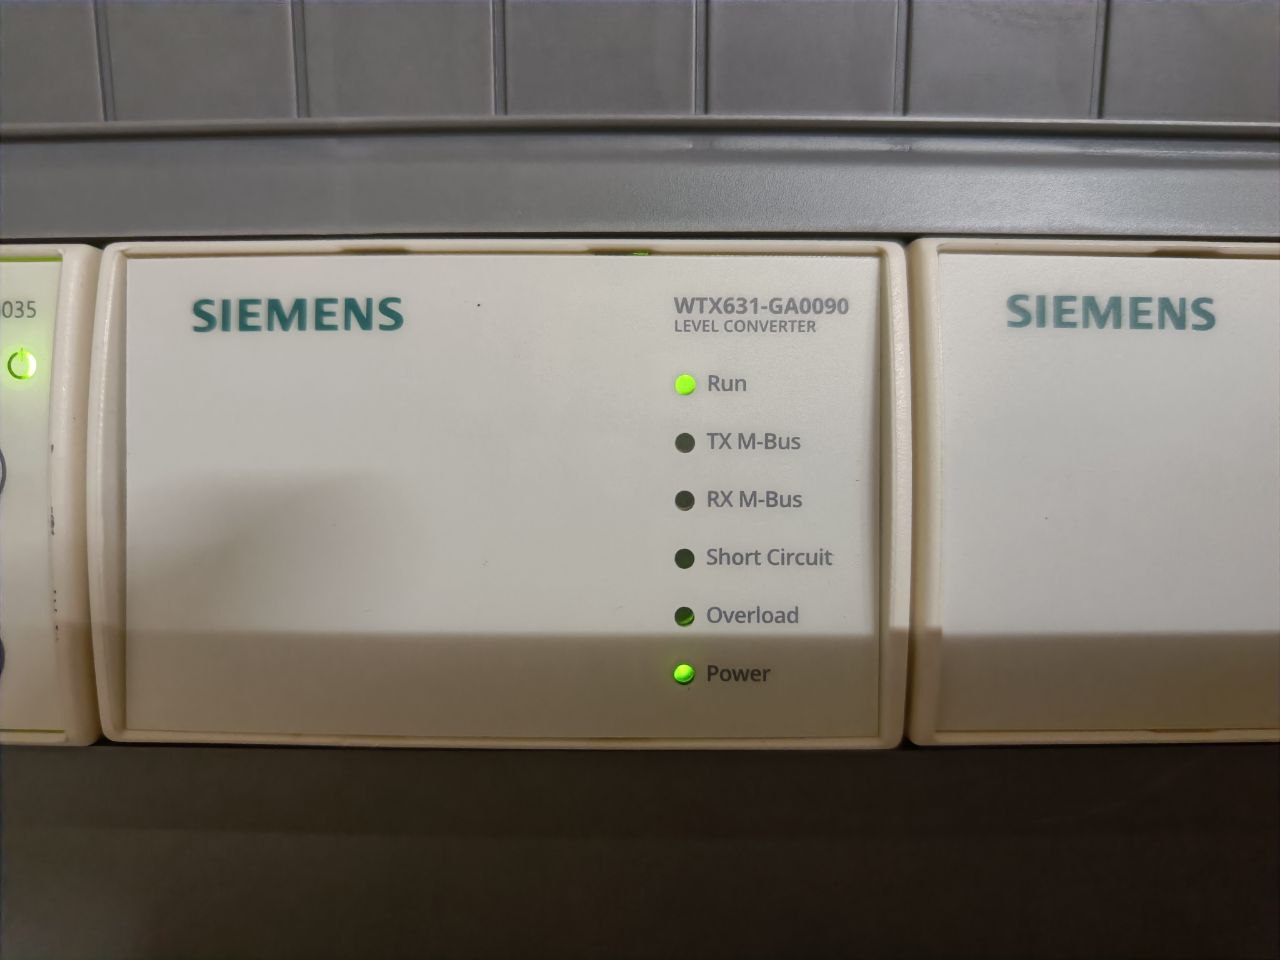 035
SIEMENS
WTX631-GA0090
LEVEL CONVERTER
Run
TX M-Bus
RX M-Bus
Short Circuit
Overload
Power
SIEMENS